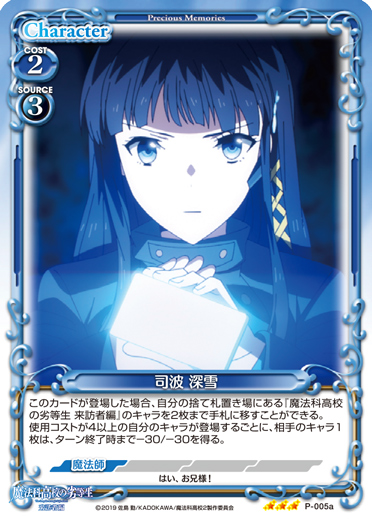 Precious Memories
Character
COST
2
SOURCE
3
司波 深雪
このカードが登場した場合、自分の捨て札置き場にある『魔法科高校
の劣等生 来訪者編』のキャラを2枚まで手札に移すことができる。
使用コストが4以上の自分のキャラが登場するごとに、相手のキャラ1
枚は、ターン終了時まで－30/－30を得る。
魔法師
はい、お兄様！
魔法科高校の劣等生
来訪者編
P-005a
©2019 佐島 勤/KADOKAWA/魔法科高校2製作委員会